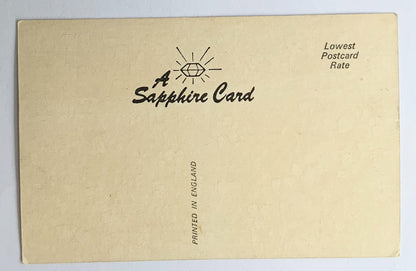 A
Sapphire Card
Lowest
Postcard
Rate
PRINTED IN ENGLAND